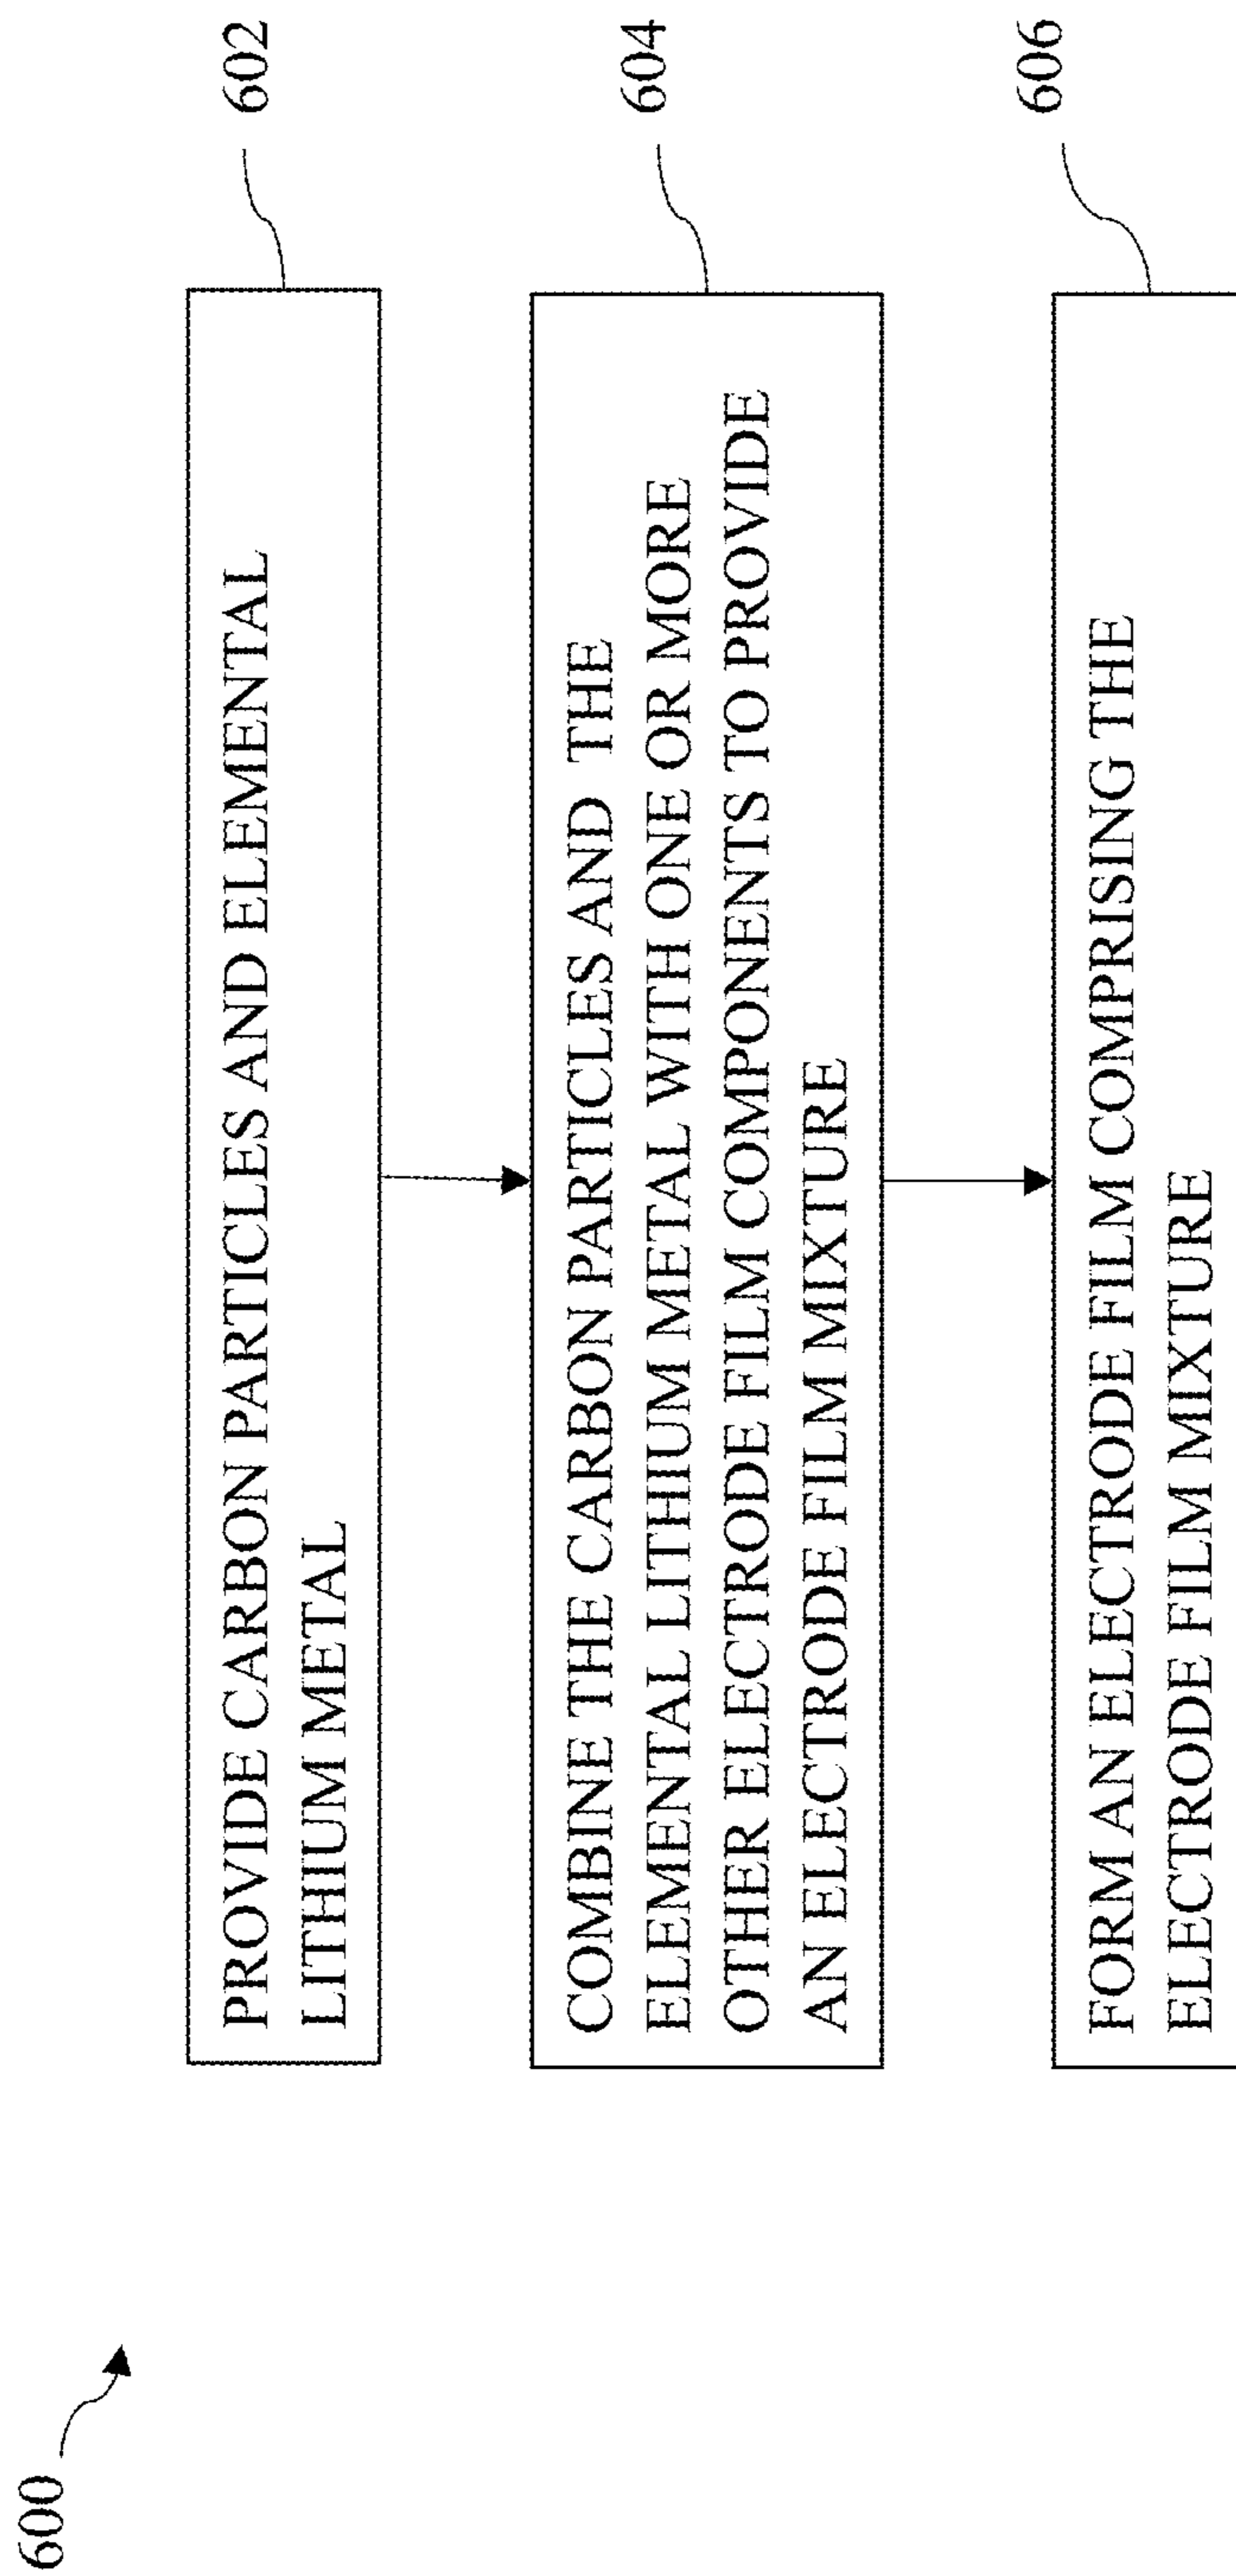 600
PROVIDE CARBON PARTICLES AND ELEMENTAL
LITHIUM METAL
602
COMBINE THE CARBON PARTICLES AND THE
ELEMENTAL LITHIUM METAL WITH ONE OR MORE
OTHER ELECTRODE FILM COMPONENTS TO PROVIDE
AN ELECTRODE FILM MIXTURE
604
FORM AN ELECTRODE FILM COMPRISING THE
ELECTRODE FILM MIXTURE
606